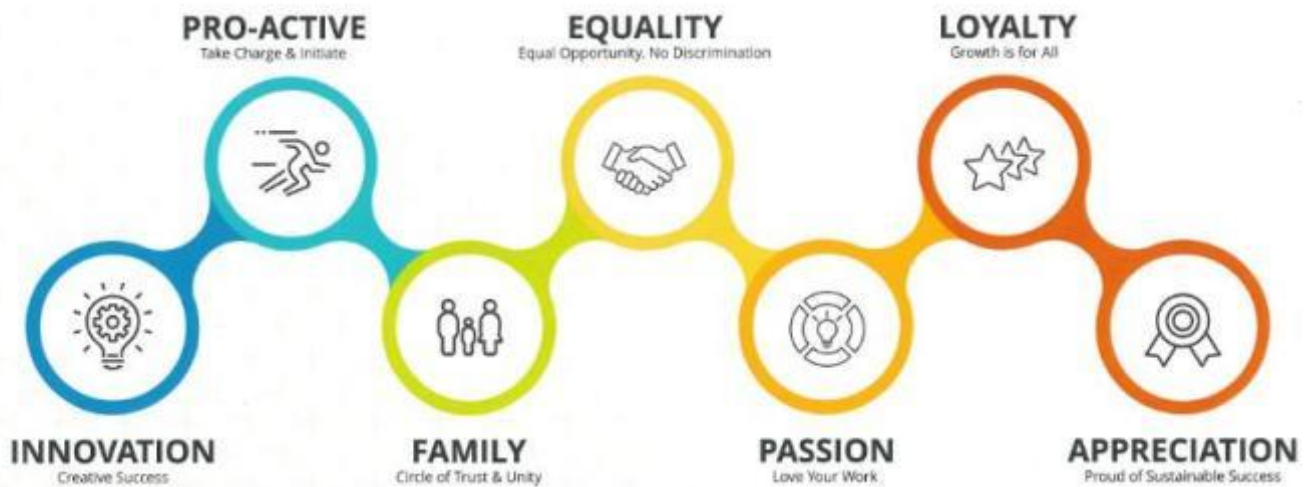 PRO-ACTIVE
Take Charge & Initiate
EQUALITY
Equal Opportunity. No Discrimination
LOYALTY
Growth is for All
INNOVATION
Creative Success
FAMILY
Circle of Trust & Unity
PASSION
Love Your Work
APPRECIATION
Proud of Sustainable Success